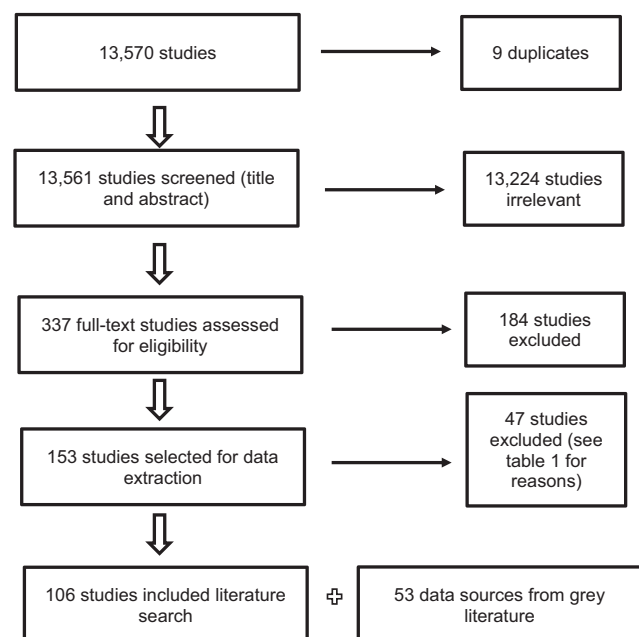 13,570 studies
9 duplicates
13,561 studies screened (title
and abstract)
13,224 studies
irrelevant
337 full-text studies assessed
for eligibility
184 studies
excluded
153 studies selected for data
extraction
47 studies
excluded (see
table 1 for
reasons)
106 studies included literature
search
53 data sources from grey
literature